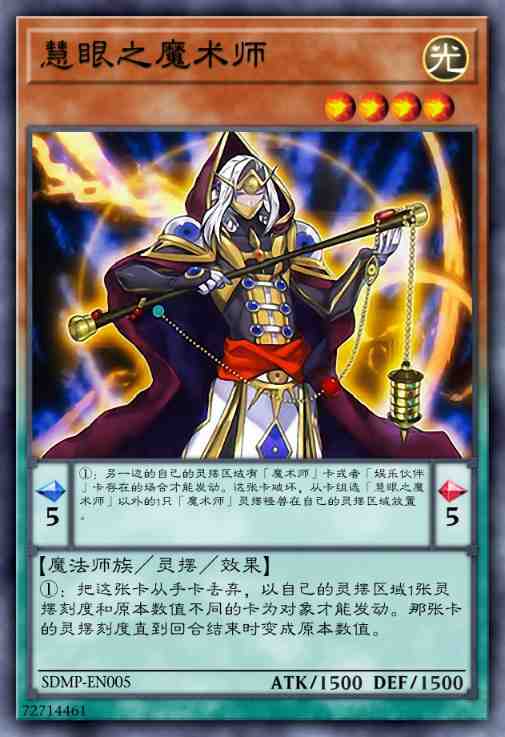 慧眼之魔术师
光
①：另一边的自己的灵摆区域有「魔术师」卡或者「娱乐伙伴
」卡存在的场合才能发动。这张卡破坏，从卡组选「慧眼之魔
术师」以外的1只「魔术师」灵摆怪兽在自己的灵摆区域放置
。
5
5
【魔法师族／灵摆／效果】
①：把这张卡从手卡丢弃，以自己的灵摆区域1张灵
摆刻度和原本数值不同的卡为对象才能发动。那张卡
的灵摆刻度直到回合结束时变成原本数值。
SDMP-EN005
ATK/1500 DEF/1500
72714461